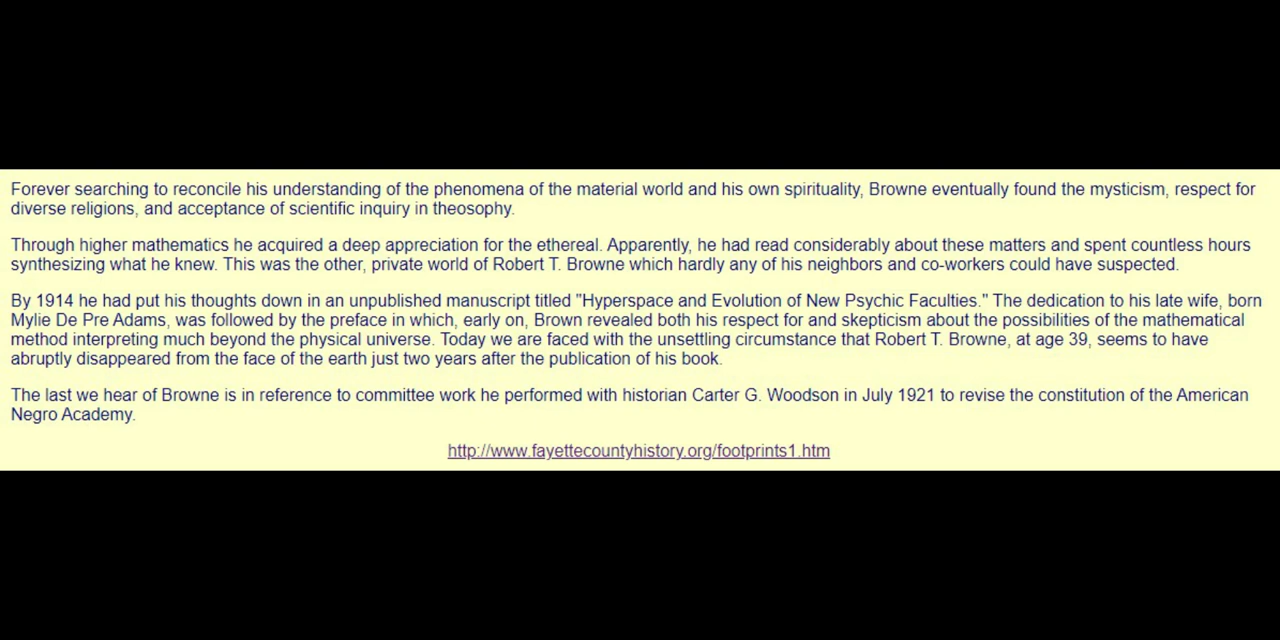 Forever searching to reconcile his understanding of the phenomena of the material world and his own spirituality, Browne eventually found the mysticism, respect for
diverse religions, and acceptance of scientific inquiry in theosophy.
Through higher mathematics he acquired a deep appreciation for the ethereal. Apparently, he had read considerably about these matters and spent countless hours
synthesizing what he knew. This was the other, private world of Robert T. Browne which hardly any of his neighbors and co-workers could have suspected.
By 1914 he had put his thoughts down in an unpublished manuscript titled "Hyperspace and Evolution of New Psychic Faculties." The dedication to his late wife, born
Mylie De Pre Adams, was followed by the preface in which, early on, Brown revealed both his respect for and skepticism about the possibilities of the mathematical
method interpreting much beyond the physical universe. Today we are faced with the unsettling circumstance that Robert T. Browne, at age 39, seems to have
abruptly disappeared from the face of the earth just two years after the publication of his book.
The last we hear of Browne is in reference to committee work he performed with historian Carter G. Woodson in July 1921 to revise the constitution of the American
Negro Academy.
http://www.fayettecountyhistory.org/footprints1.htm